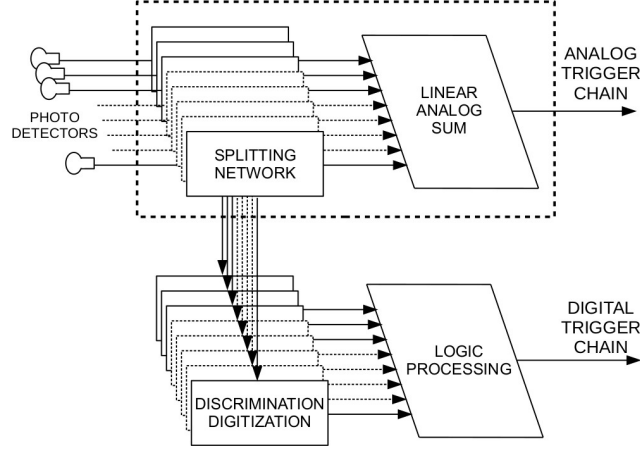 ANALOG
TRIGGER
CHAIN
LINEAR
ANALOG
SUM
PHOTO
DETECTORS
SPLITTING
NETWORK
DIGITAL
TRIGGER
CHAIN
LOGIC
PROCESSING
DISCRIMINATION
DIGITIZATION